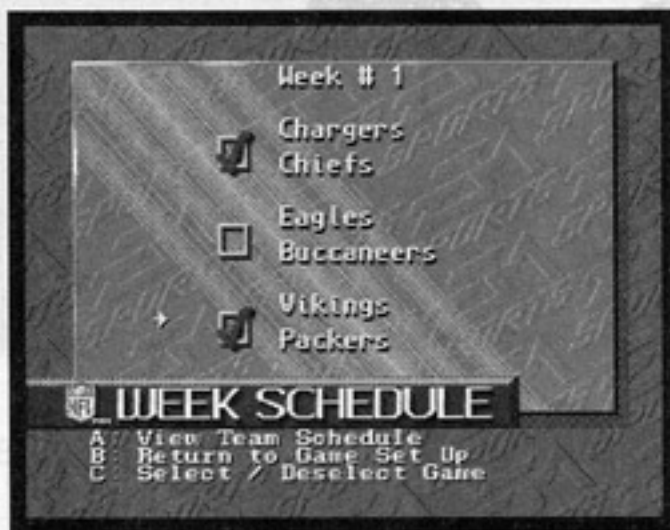 Week # 1
Chargers
Chiefs
Eagles
Buccaneers
Vikings
Packers
NFL
WEEK SCHEDULE
A: View Team Schedule
B: Return to Game Set Up
C: Select / Deselect Game